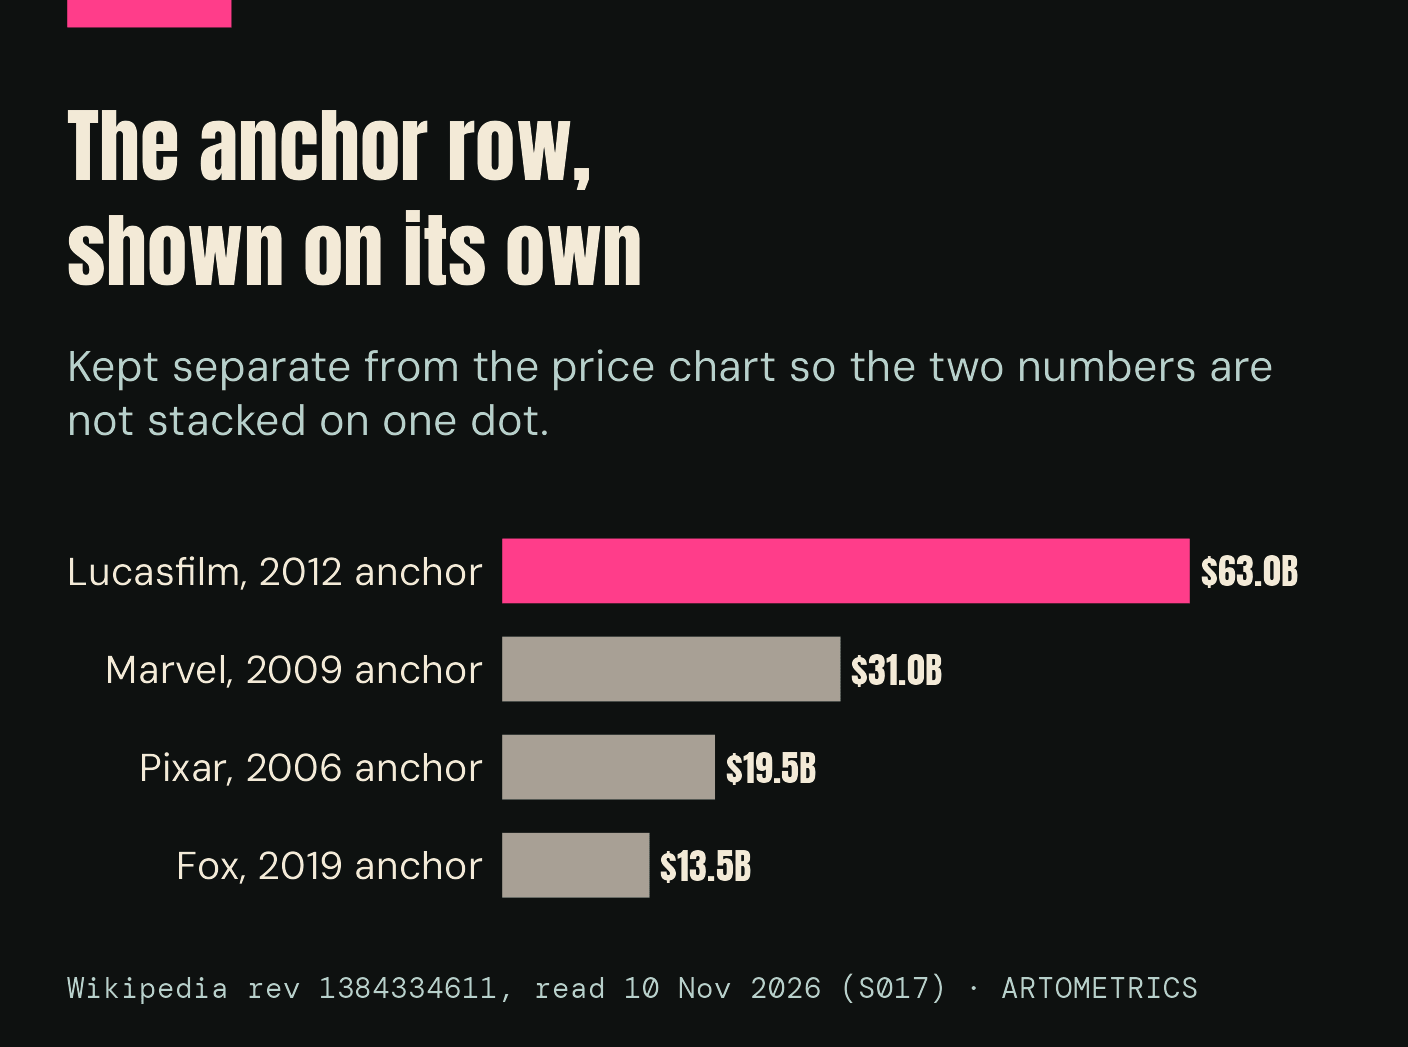 The anchor row,
shown on its own
Kept separate from the price chart so the two numbers are
not stacked on one dot.
Lucasfilm, 2012 anchor $63.0B
Marvel, 2009 anchor $31.0B
Pixar, 2006 anchor $19.5B
Fox, 2019 anchor $13.5B
Wikipedia rev 1384334611, read 10 Nov 2026 (S017) · ARTOMETRICS